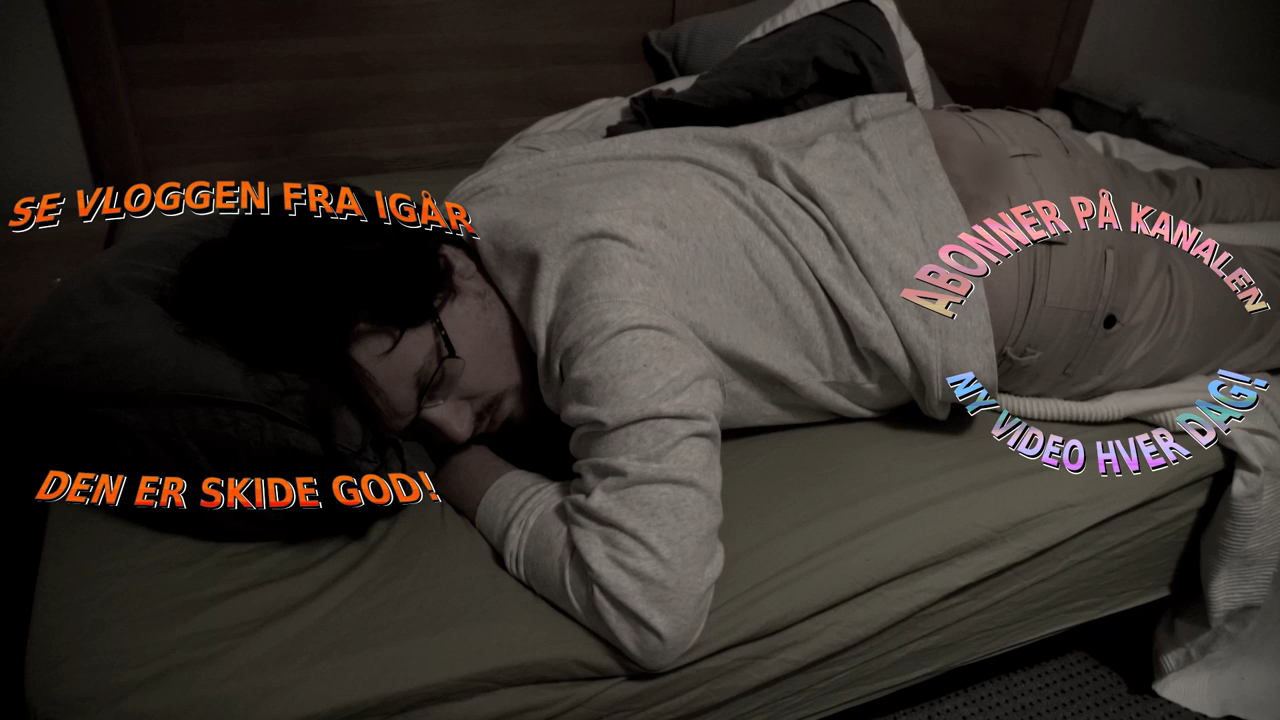 SE VLOGGEN FRA IGÅR
DEN ER SKIDE GOD!
ABONNER PÅ KANALEN
NY VIDEO HVER DAG!